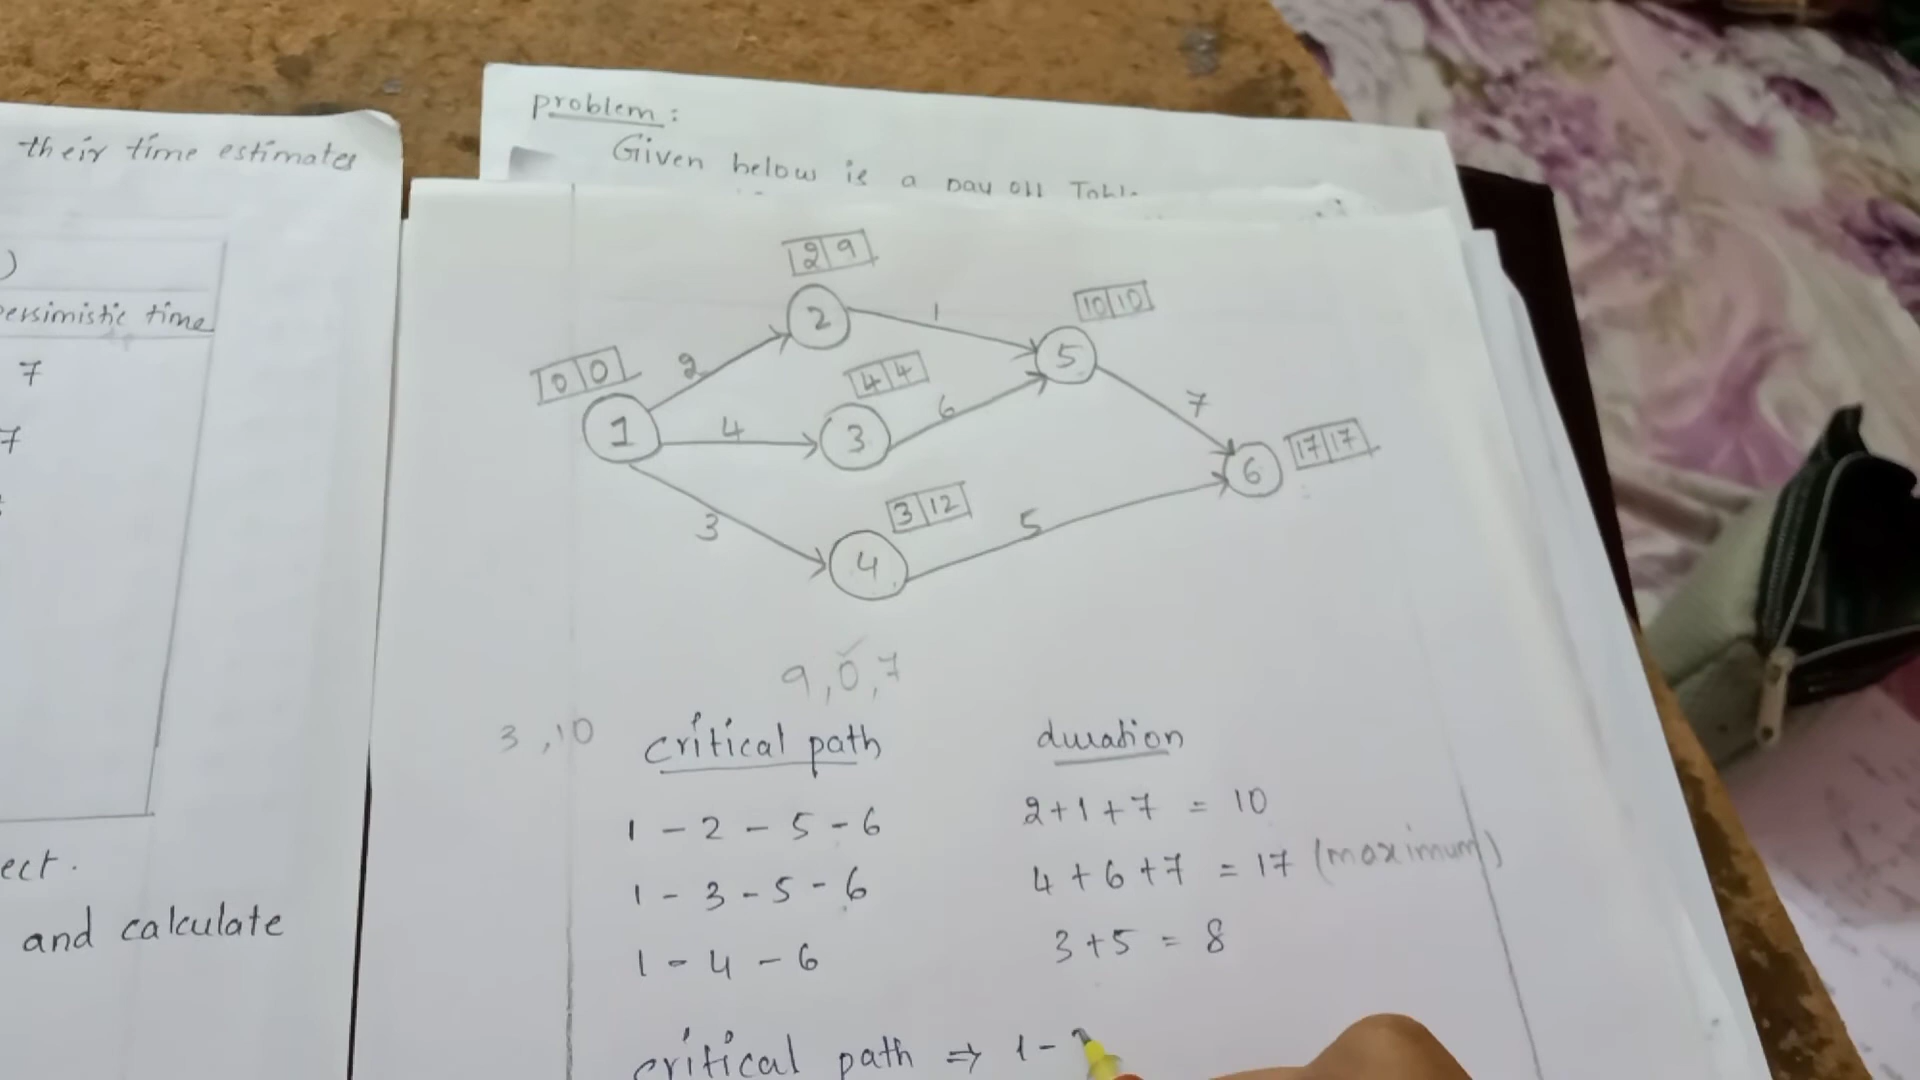 their time estimates
)
persimistic time
7
7
ect.
and calculate
problem:
Given below is a pay off
2 9
1
10 10
0 0
2
2
5
4 4
1
4
3
6
7
17 17
6
3 12
3
4
5
9, 0, 7
3, 10
critical path duration
1 - 2 - 5 - 6 2+1+7 = 10
1 - 3 - 5 - 6 4+6+7 = 17 (maximum)
1 - 4 - 6 3+5 = 8
critical path ⇒ 1 -